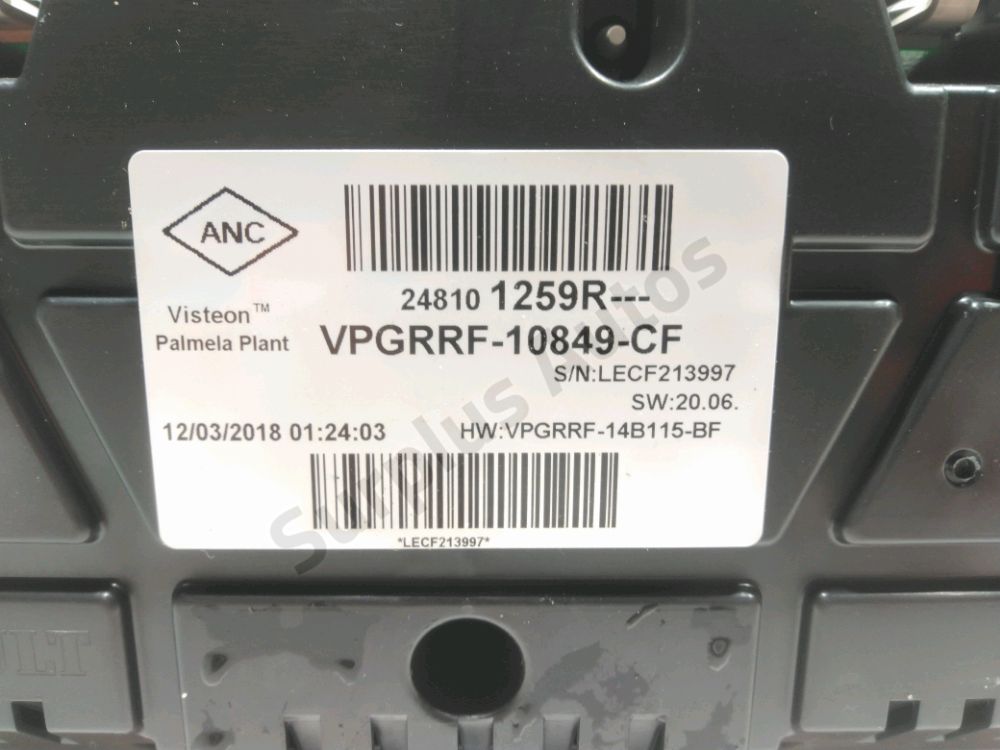 ANC
24810 1259R---
Visteon™
Palmela Plant
VPGRRF-10849-CF
S/N:LECF213997
SW:20.06.
12/03/2018 01:24:03
HW:VPGRRF-14B115-BF
*LECF213997*
Surplus Autos
ULT